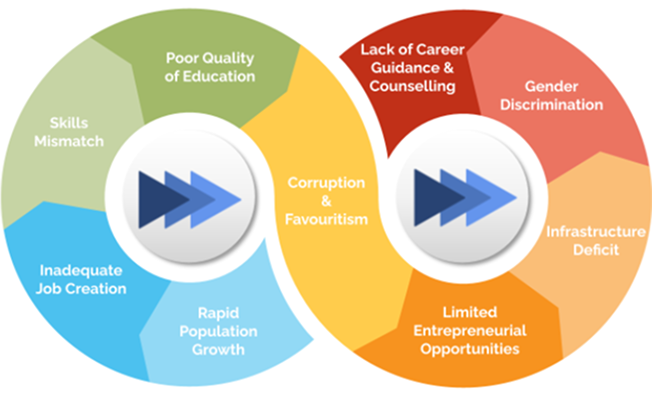 Poor Quality
of Education
Skills
Mismatch
Inadequate
Job Creation
Rapid
Population
Growth
Corruption
&
Favouritism
Lack of Career
Guidance &
Counselling
Gender
Discrimination
Infrastructure
Deficit
Limited
Entrepreneurial
Opportunities